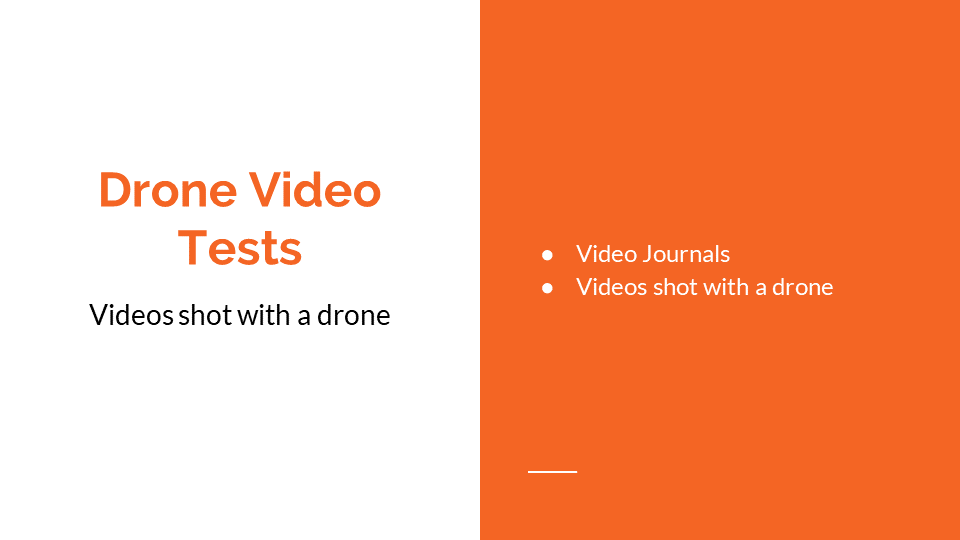 Drone Video
Tests
Videos shot with a drone
● Video Journals
● Videos shot with a drone